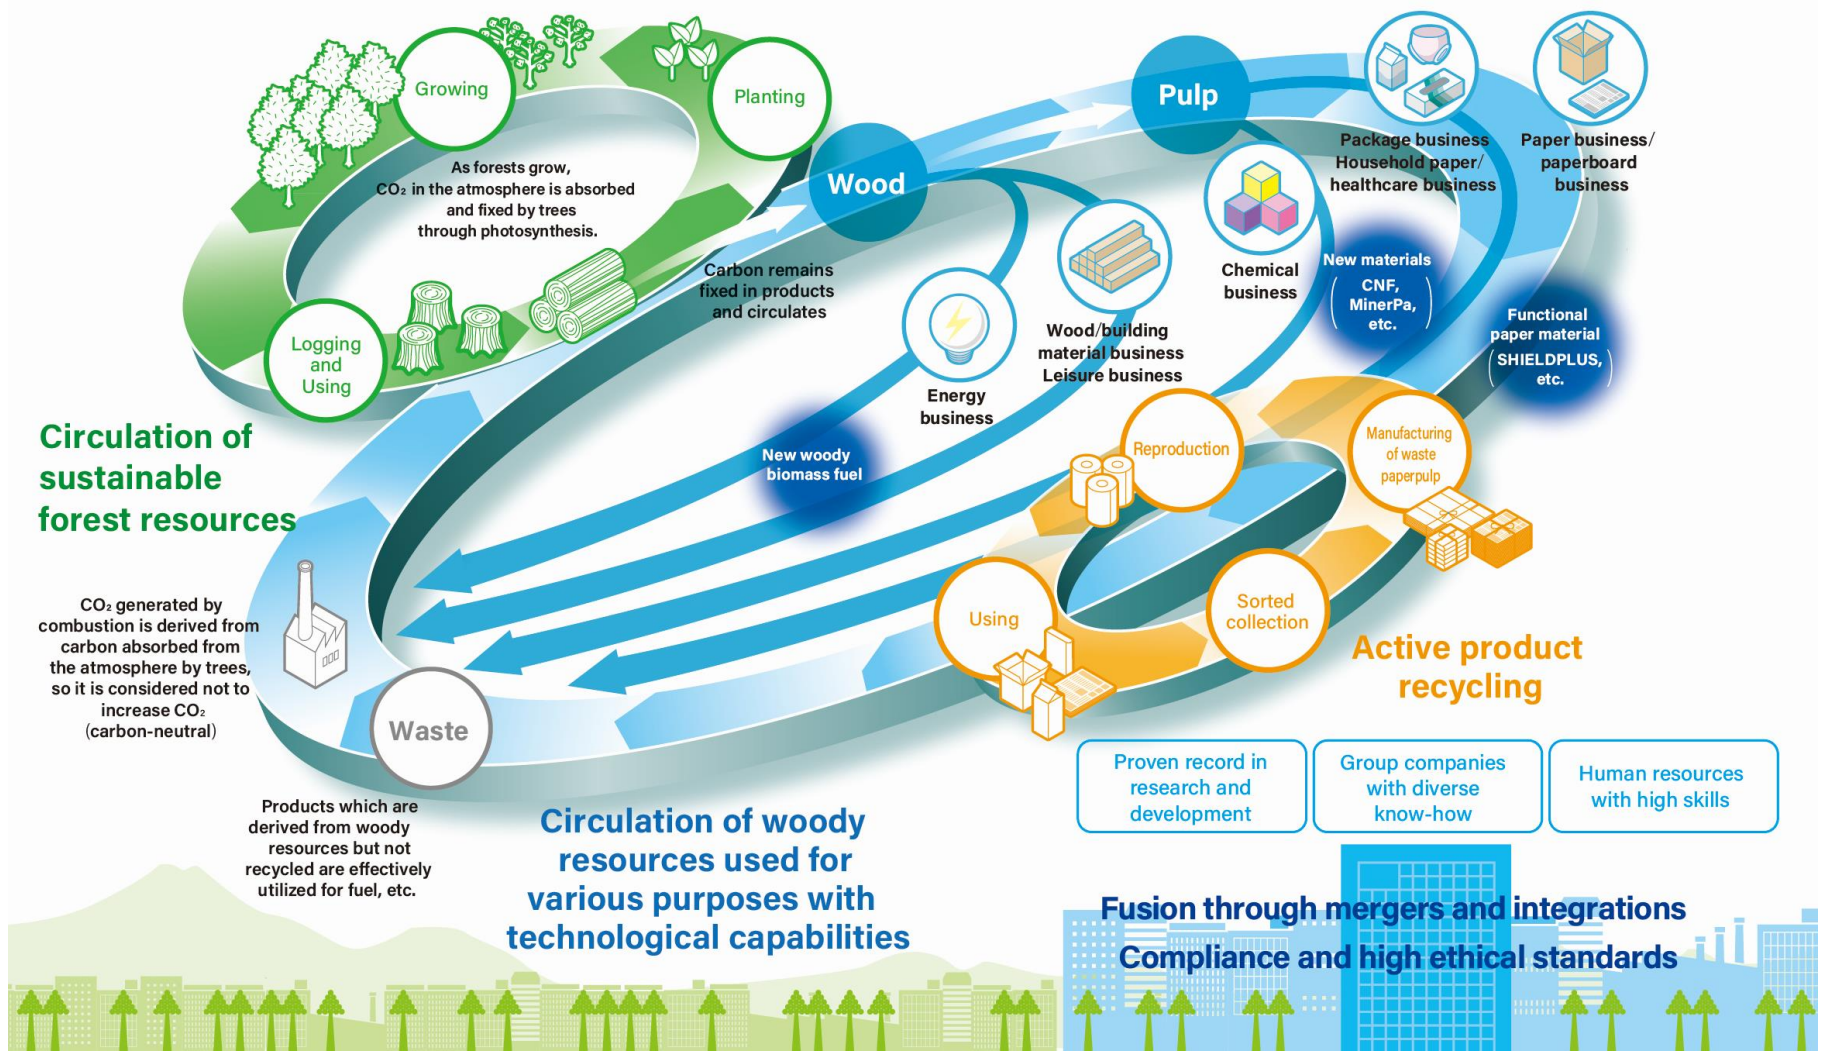 Growing
Planting
As forests grow,
CO₂ in the atmosphere is absorbed
and fixed by trees
through photosynthesis.
Logging
and
Using
Circulation of
sustainable
forest resources
Wood
Pulp
Carbon remains
fixed in products
and circulates
Energy
business
Wood/building
material business
Leisure business
Chemical
business
Package business
Household paper/
healthcare business
Paper business/
paperboard
business
New materials
(CNF,
MinerPa,
etc.)
Functional
paper material
(SHIELDPLUS,
etc.)
New woody
biomass fuel
Reproduction
Manufacturing
of waste
paperpulp
Using
Sorted
collection
Active product
recycling
CO₂ generated by
combustion is derived from
carbon absorbed from
the atmosphere by trees,
so it is considered not to
increase CO₂
(carbon-neutral)
Waste
Products which are
derived from woody
resources but not
recycled are effectively
utilized for fuel, etc.
Circulation of woody
resources used for
various purposes with
technological capabilities
Proven record in
research and
development
Group companies
with diverse
know-how
Human resources
with high skills
Fusion through mergers and integrations
Compliance and high ethical standards